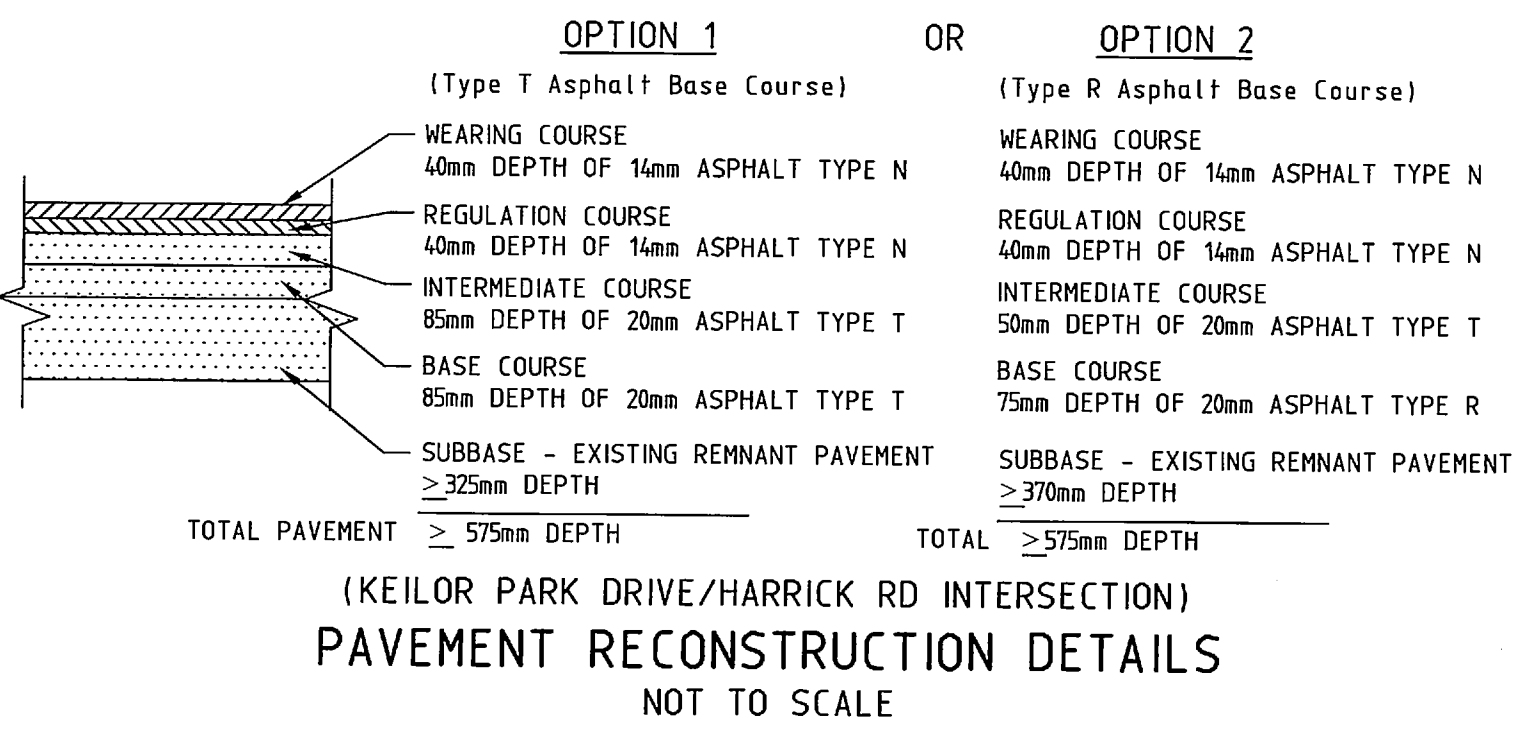 OPTION 1
(Type T Asphalt Base Course)
WEARING COURSE
40mm DEPTH OF 14mm ASPHALT TYPE N
REGULATION COURSE
40mm DEPTH OF 14mm ASPHALT TYPE N
INTERMEDIATE COURSE
85mm DEPTH OF 20mm ASPHALT TYPE T
BASE COURSE
85mm DEPTH OF 20mm ASPHALT TYPE T
SUBBASE - EXISTING REMNANT PAVEMENT
≥325mm DEPTH
TOTAL PAVEMENT ≥ 575mm DEPTH
OR
OPTION 2
(Type R Asphalt Base Course)
WEARING COURSE
40mm DEPTH OF 14mm ASPHALT TYPE N
REGULATION COURSE
40mm DEPTH OF 14mm ASPHALT TYPE N
INTERMEDIATE COURSE
50mm DEPTH OF 20mm ASPHALT TYPE T
BASE COURSE
75mm DEPTH OF 20mm ASPHALT TYPE R
SUBBASE - EXISTING REMNANT PAVEMENT
≥370mm DEPTH
TOTAL ≥575mm DEPTH
(KEILOR PARK DRIVE/HARRICK RD INTERSECTION)
PAVEMENT RECONSTRUCTION DETAILS
NOT TO SCALE